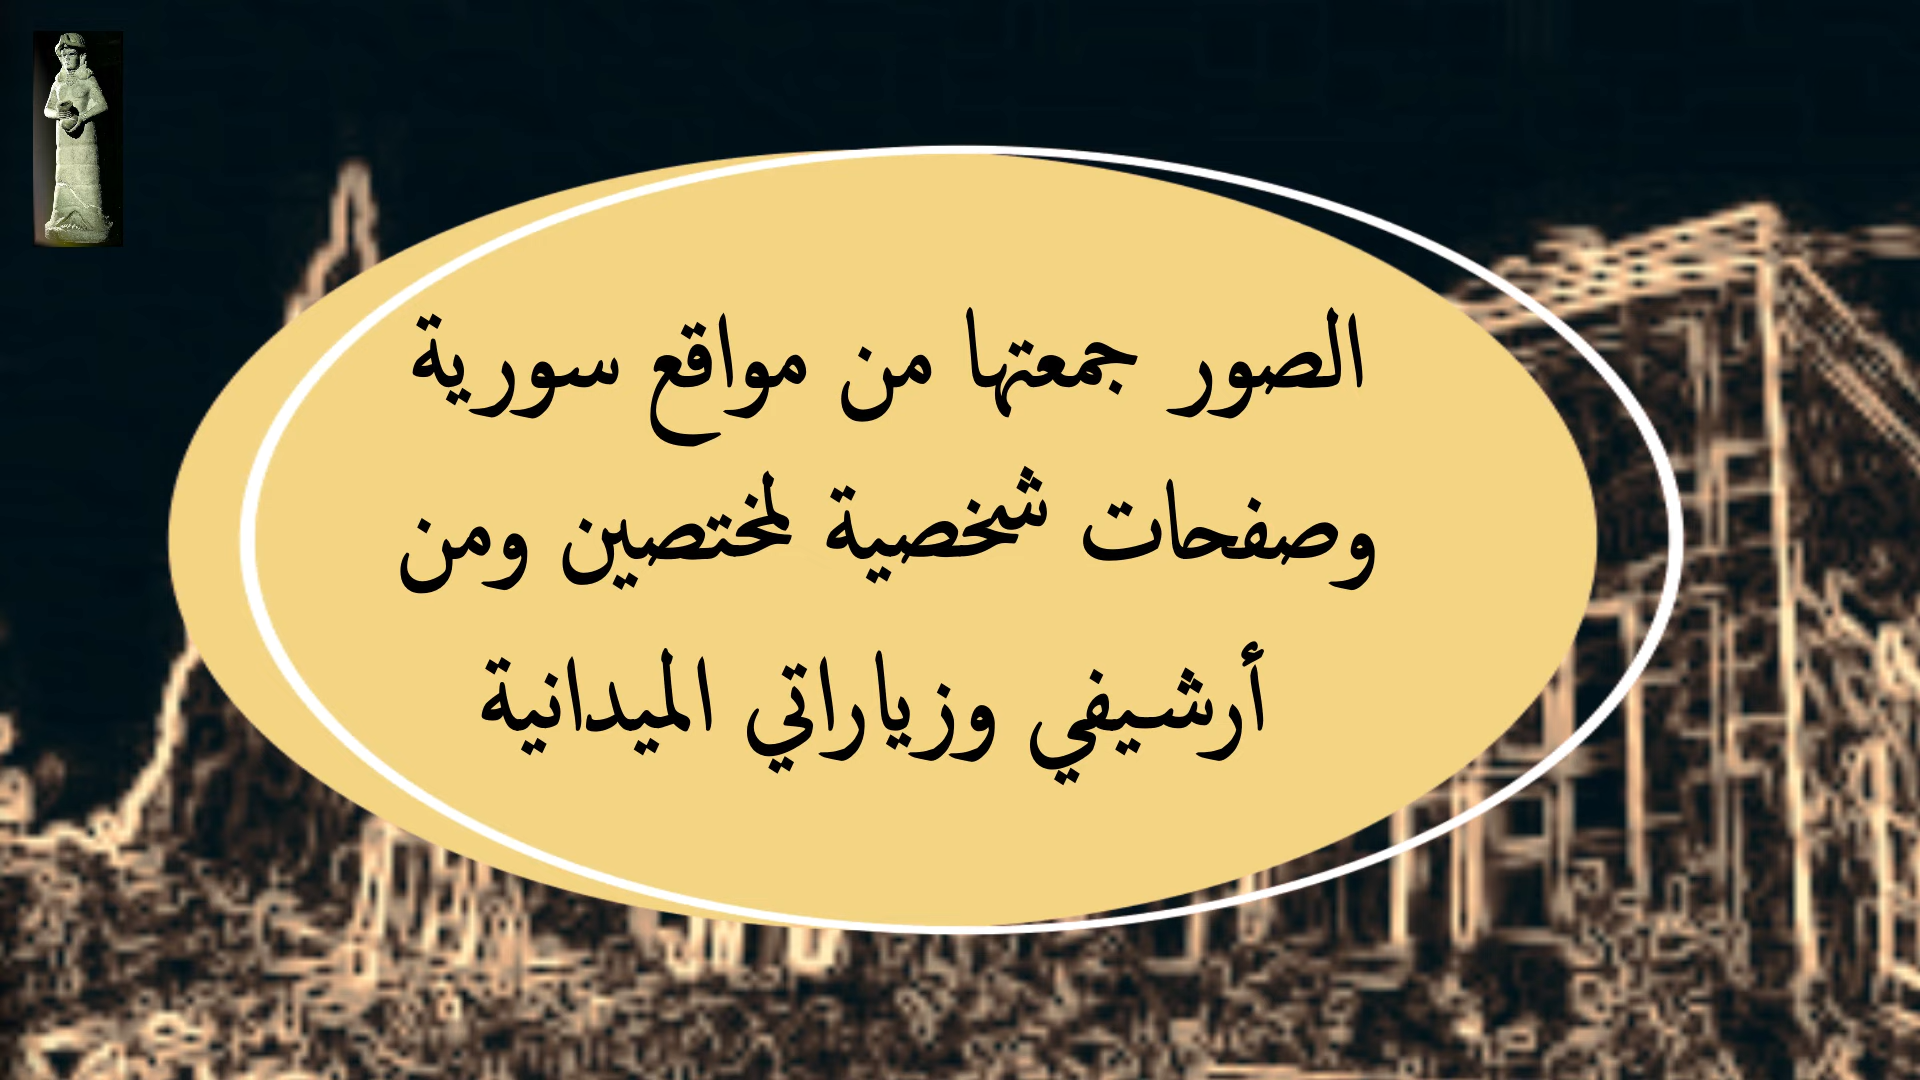 الصور جمعتها من مواقع سورية
وصفحات شخصية لمختصين ومن
أرشيفي وزياراتي الميدانية